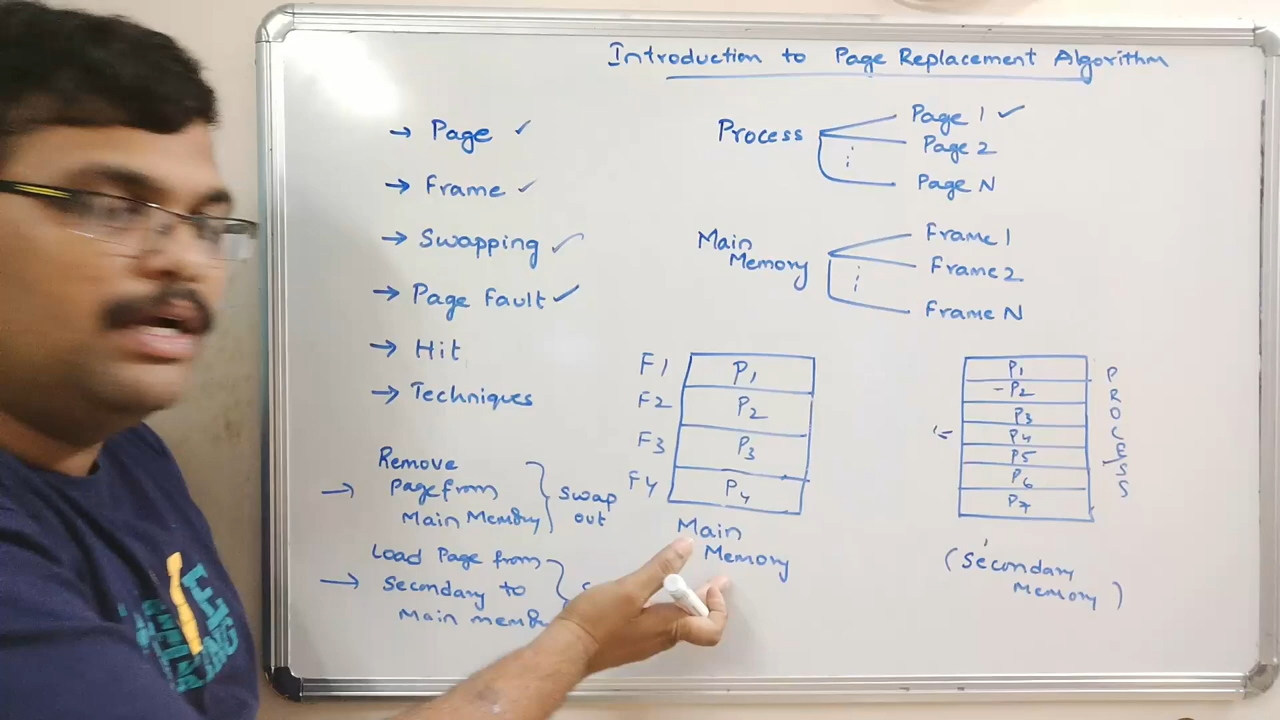 Introduction to Page Replacement Algorithm
→ Page ✓
→ Frame ✓
→ Swapping ✓
→ Page Fault ✓
→ Hit
→ Techniques
→ Remove
Page from
Main Memory
Swap
out
→ Load Page from
Secondary to
Main
Process
Page 1 ✓
Page 2
Page N
Main
Memory
Frame 1
Frame 2
Frame N
F1 P1
F2 P2
F3 P3
F4 P4
Main
Memory
P1
P2
P3
P4
P5
P6
P7
PROCESS
(Secondary
Memory)